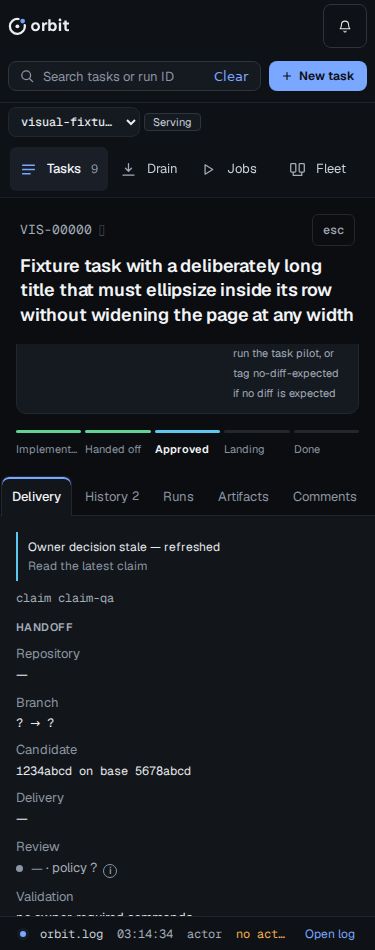 orbit
Search tasks or run ID
Clear
+ New task
visual-fixtu…
Serving
Tasks 9
Drain
Jobs
Fleet
VIS-00000
esc
Fixture task with a deliberately long
title that must ellipsize inside its row
without widening the page at any width
run the task pilot, or
tag no-diff-expected
if no diff is expected
Implement…
Handed off
Approved
Landing
Done
Delivery
History 2
Runs
Artifacts
Comments
Owner decision stale — refreshed
Read the latest claim
claim claim-qa
HANDOFF
Repository
—
Branch
? → ?
Candidate
1234abcd on base 5678abcd
Delivery
—
Review
— · policy ?
Validation
no owner required commands
orbit.log 03:14:34 actor no act… Open log